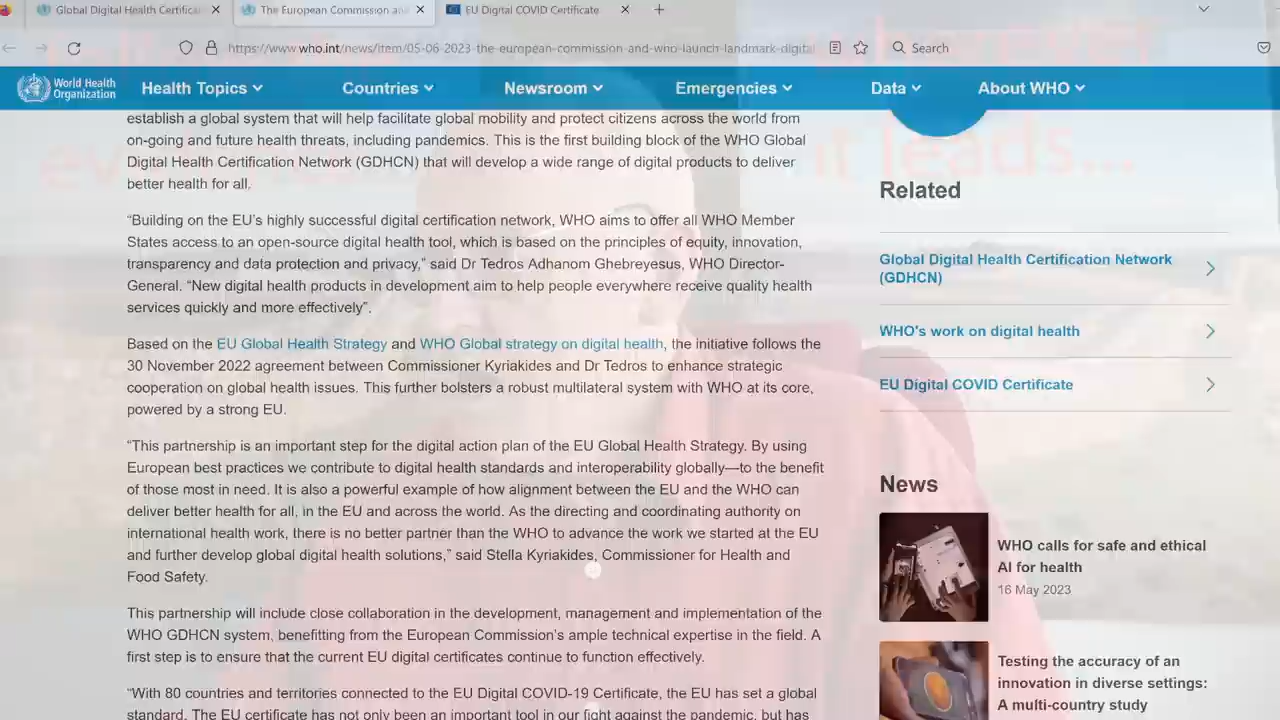 Global Digital Health Certificat
The European Commission and
EU Digital COVID Certificate
https://www.who.int/news/item/05-06-2023-the-european-commission-and-who-launch-landmark-digital
Search
World Health
Organization
Health Topics
Countries
Newsroom
Emergencies
Data
About WHO
establish a global system that will help facilitate global mobility and protect citizens across the world from
on-going and future health threats, including pandemics. This is the first building block of the WHO Global
Digital Health Certification Network (GDHCN) that will develop a wide range of digital products to deliver
better health for all.
“Building on the EU’s highly successful digital certification network, WHO aims to offer all WHO Member
States access to an open-source digital health tool, which is based on the principles of equity, innovation,
transparency and data protection and privacy,” said Dr Tedros Adhanom Ghebreyesus, WHO Director-
General. “New digital health products in development aim to help people everywhere receive quality health
services quickly and more effectively”.
Based on the EU Global Health Strategy and WHO Global strategy on digital health, the initiative follows the
30 November 2022 agreement between Commissioner Kyriakides and Dr Tedros to enhance strategic
cooperation on global health issues. This further bolsters a robust multilateral system with WHO at its core,
powered by a strong EU.
“This partnership is an important step for the digital action plan of the EU Global Health Strategy. By using
European best practices we contribute to digital health standards and interoperability globally—to the benefit
of those most in need. It is also a powerful example of how alignment between the EU and the WHO can
deliver better health for all, in the EU and across the world. As the directing and coordinating authority on
international health work, there is no better partner than the WHO to advance the work we started at the EU
and further develop global digital health solutions,” said Stella Kyriakides, Commissioner for Health and
Food Safety.
This partnership will include close collaboration in the development, management and implementation of the
WHO GDHCN system, benefitting from the European Commission’s ample technical expertise in the field. A
first step is to ensure that the current EU digital certificates continue to function effectively.
“With 80 countries and territories connected to the EU Digital COVID-19 Certificate, the EU has set a global
standard. The EU certificate has not only been an important tool in our fight against the pandemic, but has
Related
Global Digital Health Certification Network
(GDHCN)
WHO's work on digital health
EU Digital COVID Certificate
News
WHO calls for safe and ethical
AI for health
16 May 2023
Testing the accuracy of an
innovation in diverse settings:
A multi-country study
it leads...